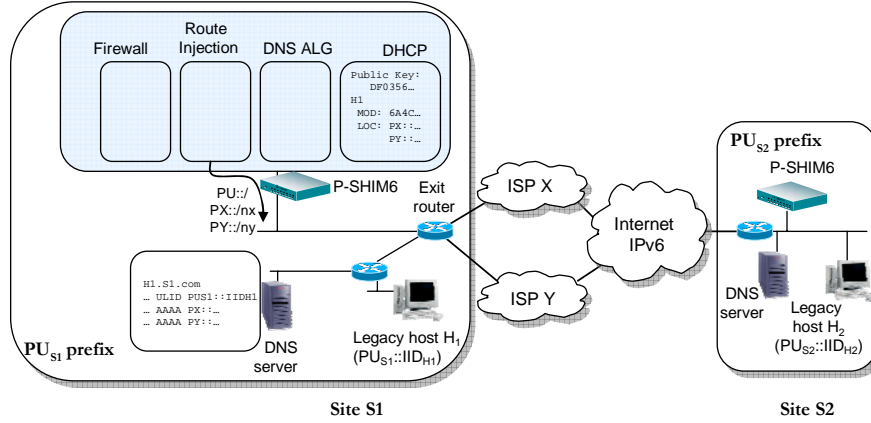 Firewall
Route
Injection
DNS ALG
DHCP
Public Key:
DF0356…
H1
MOD: 6A4C…
LOC: PX::…
PY::…
P-SHIM6
PU::/
PX::/nx
PY::/ny
Exit
router
ISP X
ISP Y
Internet
IPv6
H1.S1.com
… ULID PUS1::IIDH1
… AAAA PX::…
… AAAA PY::…
DNS
server
Legacy host H1
(PUS1::IIDH1)
PUS1 prefix
Site S1
PUS2 prefix
P-SHIM6
DNS
server
Legacy
host H2
(PUS2::IIDH2)
Site S2